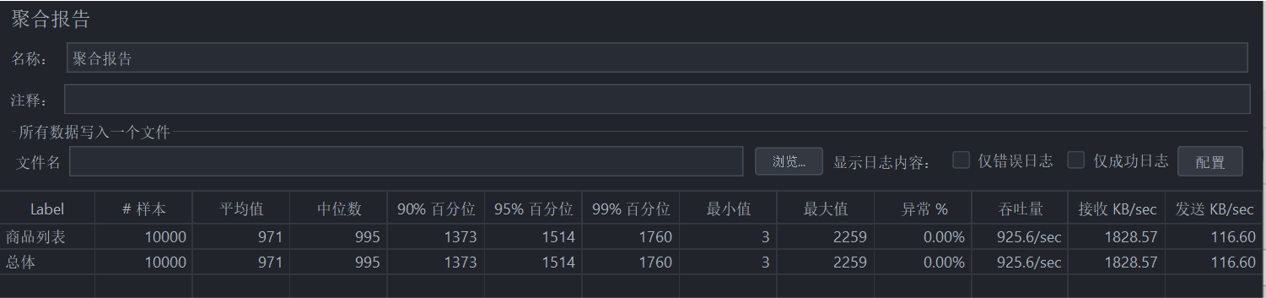 聚合报告
名称： 聚合报告
注释：
所有数据写入一个文件
文件名 浏览... 显示日志内容： 仅错误日志 仅成功日志 配置
Label # 样本 平均值 中位数 90% 百分位 95% 百分位 99% 百分位 最小值 最大值 异常 % 吞吐量 接收 KB/sec 发送 KB/sec
商品列表 10000 971 995 1373 1514 1760 3 2259 0.00% 925.6/sec 1828.57 116.60
总体 10000 971 995 1373 1514 1760 3 2259 0.00% 925.6/sec 1828.57 116.60